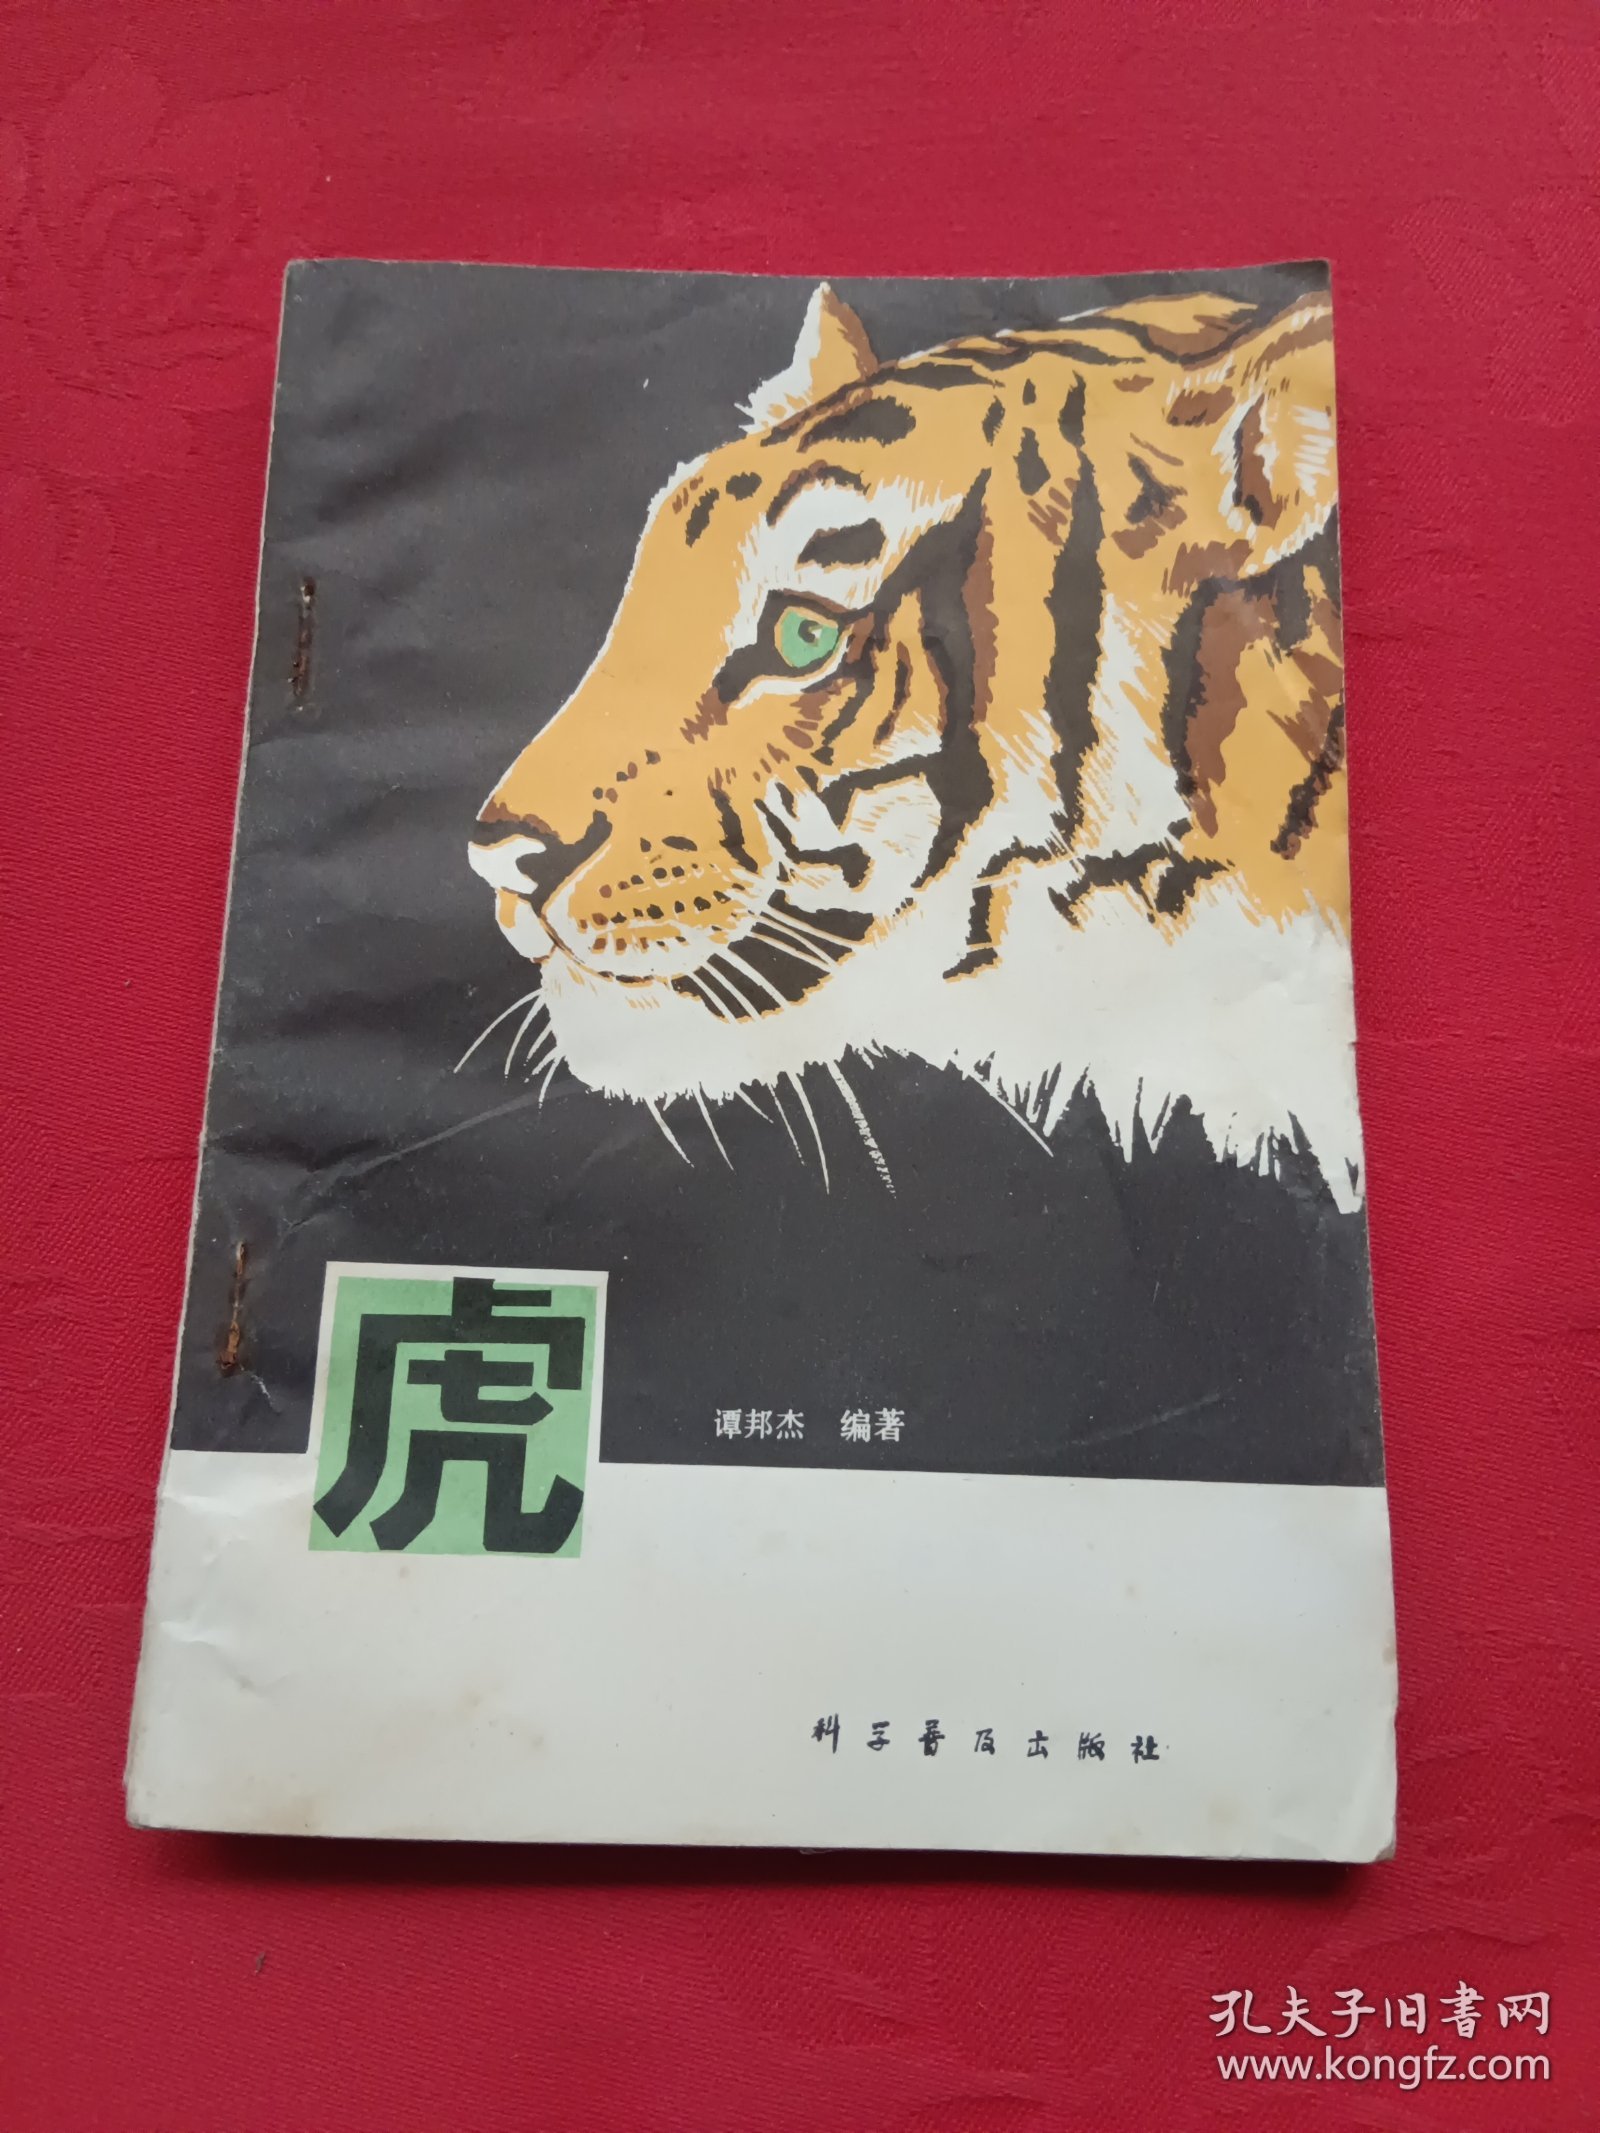 虎
谭邦杰 编著
科学普及出版社
孔夫子旧书网
www.kongfz.com